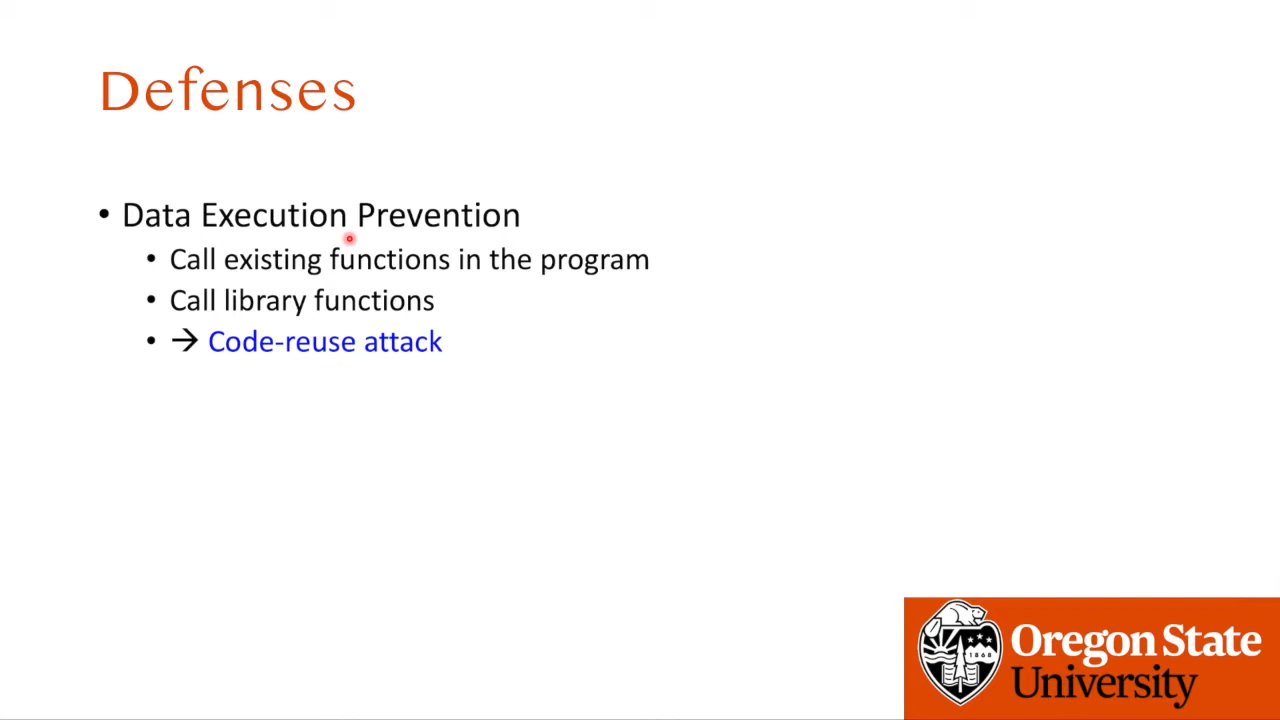 Defenses
• Data Execution Prevention
• Call existing functions in the program
• Call library functions
• → Code-reuse attack
1868
Oregon State
University